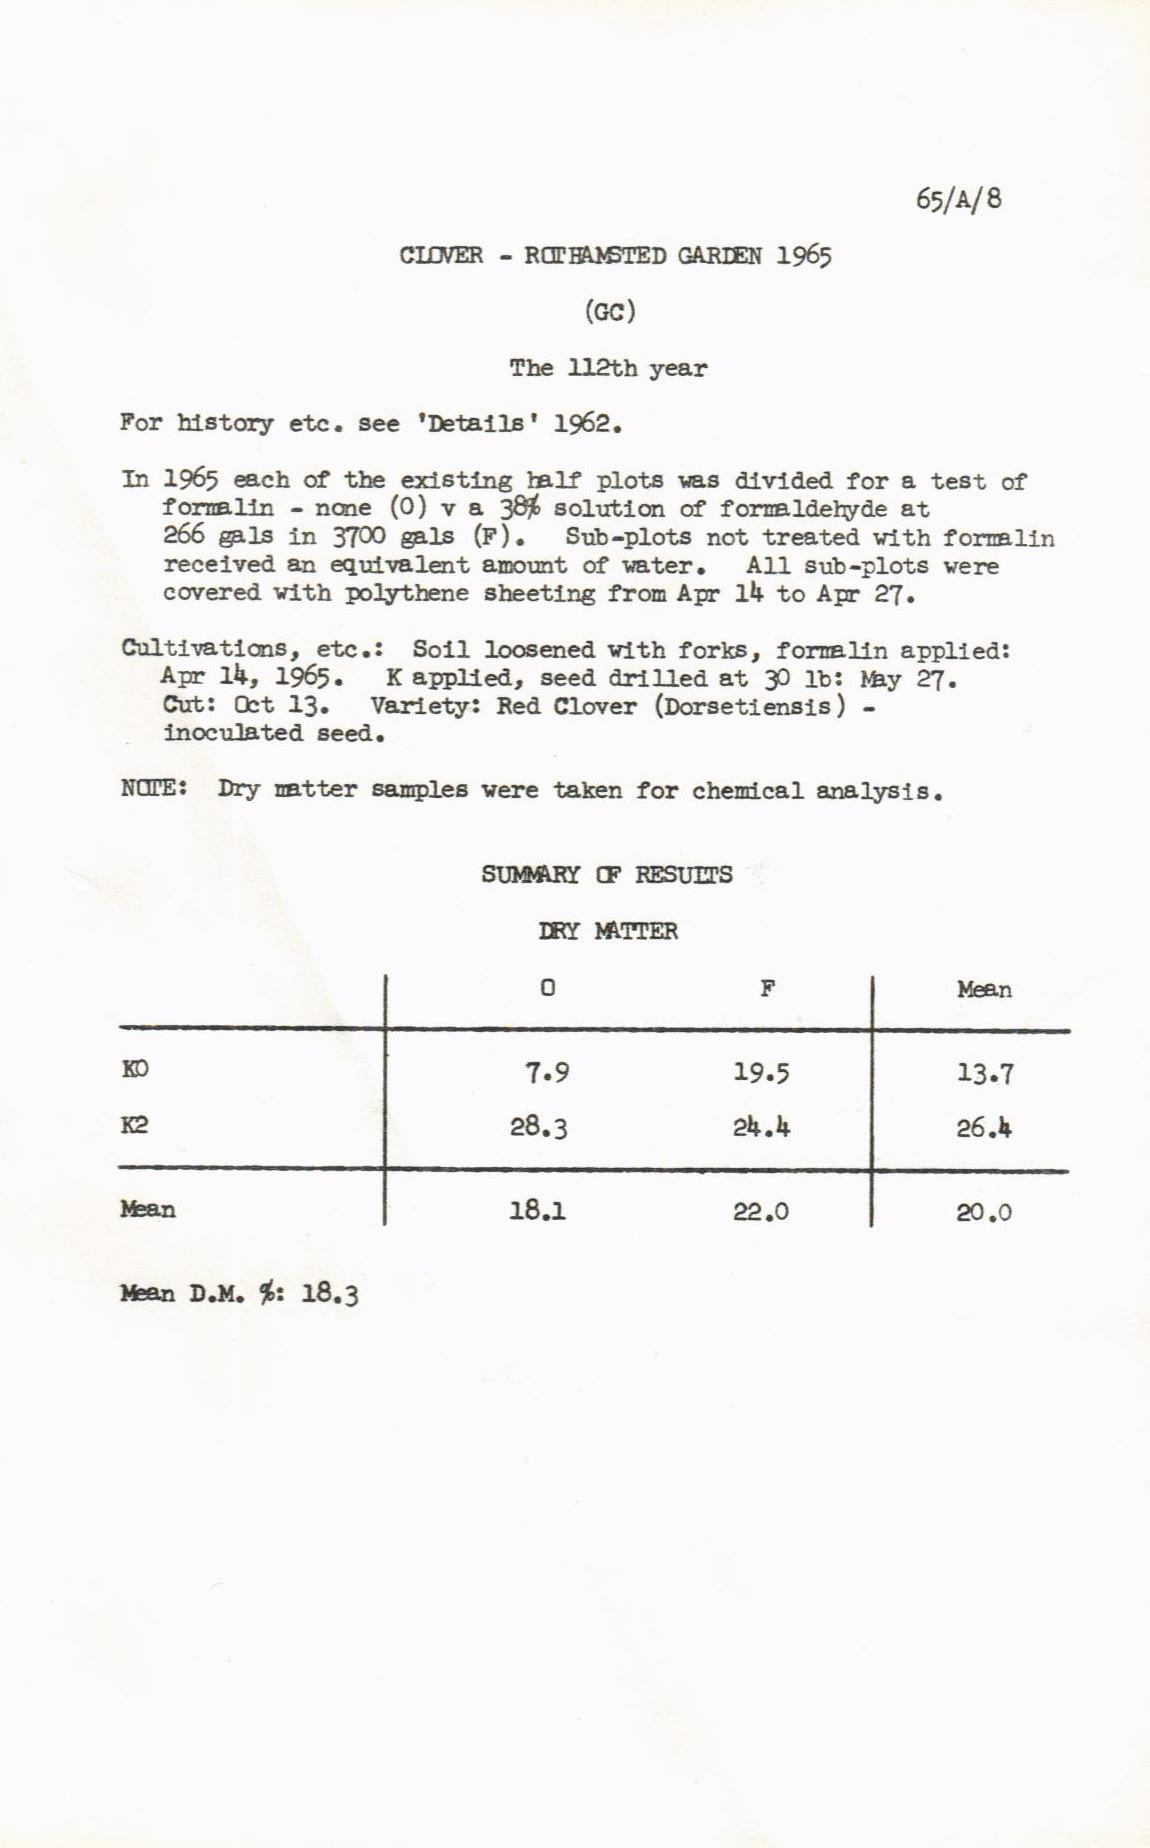 65/A/8
CLOVER - ROTHAMSTED GARDEN 1965
(GC)
The 112th year
For history etc. see 'Details' 1962.
In 1965 each of the existing half plots was divided for a test of
formalin - none (O) v a 38% solution of formaldehyde at
266 gals in 3700 gals (F). Sub-plots not treated with formalin
received an equivalent amount of water. All sub-plots were
covered with polythene sheeting from Apr 14 to Apr 27.
Cultivations, etc.: Soil loosened with forks, formalin applied:
Apr 14, 1965. K applied, seed drilled at 30 lb: May 27.
Cut: Oct 13. Variety: Red Clover (Dorsetiensis) -
inoculated seed.
NOTE: Dry matter samples were taken for chemical analysis.
SUMMARY OF RESULTS
DRY MATTER
O F Mean
KO 7.9 19.5 13.7
K2 28.3 24.4 26.4
Mean 18.1 22.0 20.0
Mean D.M. %: 18.3